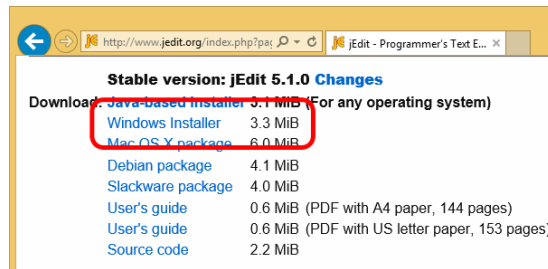 http://www.jedit.org/index.php?pa
jEdit - Programmer's Text E...
Stable version: jEdit 5.1.0 Changes
Download: Java-based installer 3.1 MiB (For any operating system)
Windows Installer 3.3 MiB
Mac OS X package 6.0 MiB
Debian package 4.1 MiB
Slackware package 4.0 MiB
User's guide 0.6 MiB (PDF with A4 paper, 144 pages)
User's guide 0.6 MiB (PDF with US letter paper, 153 pages)
Source code 2.2 MiB